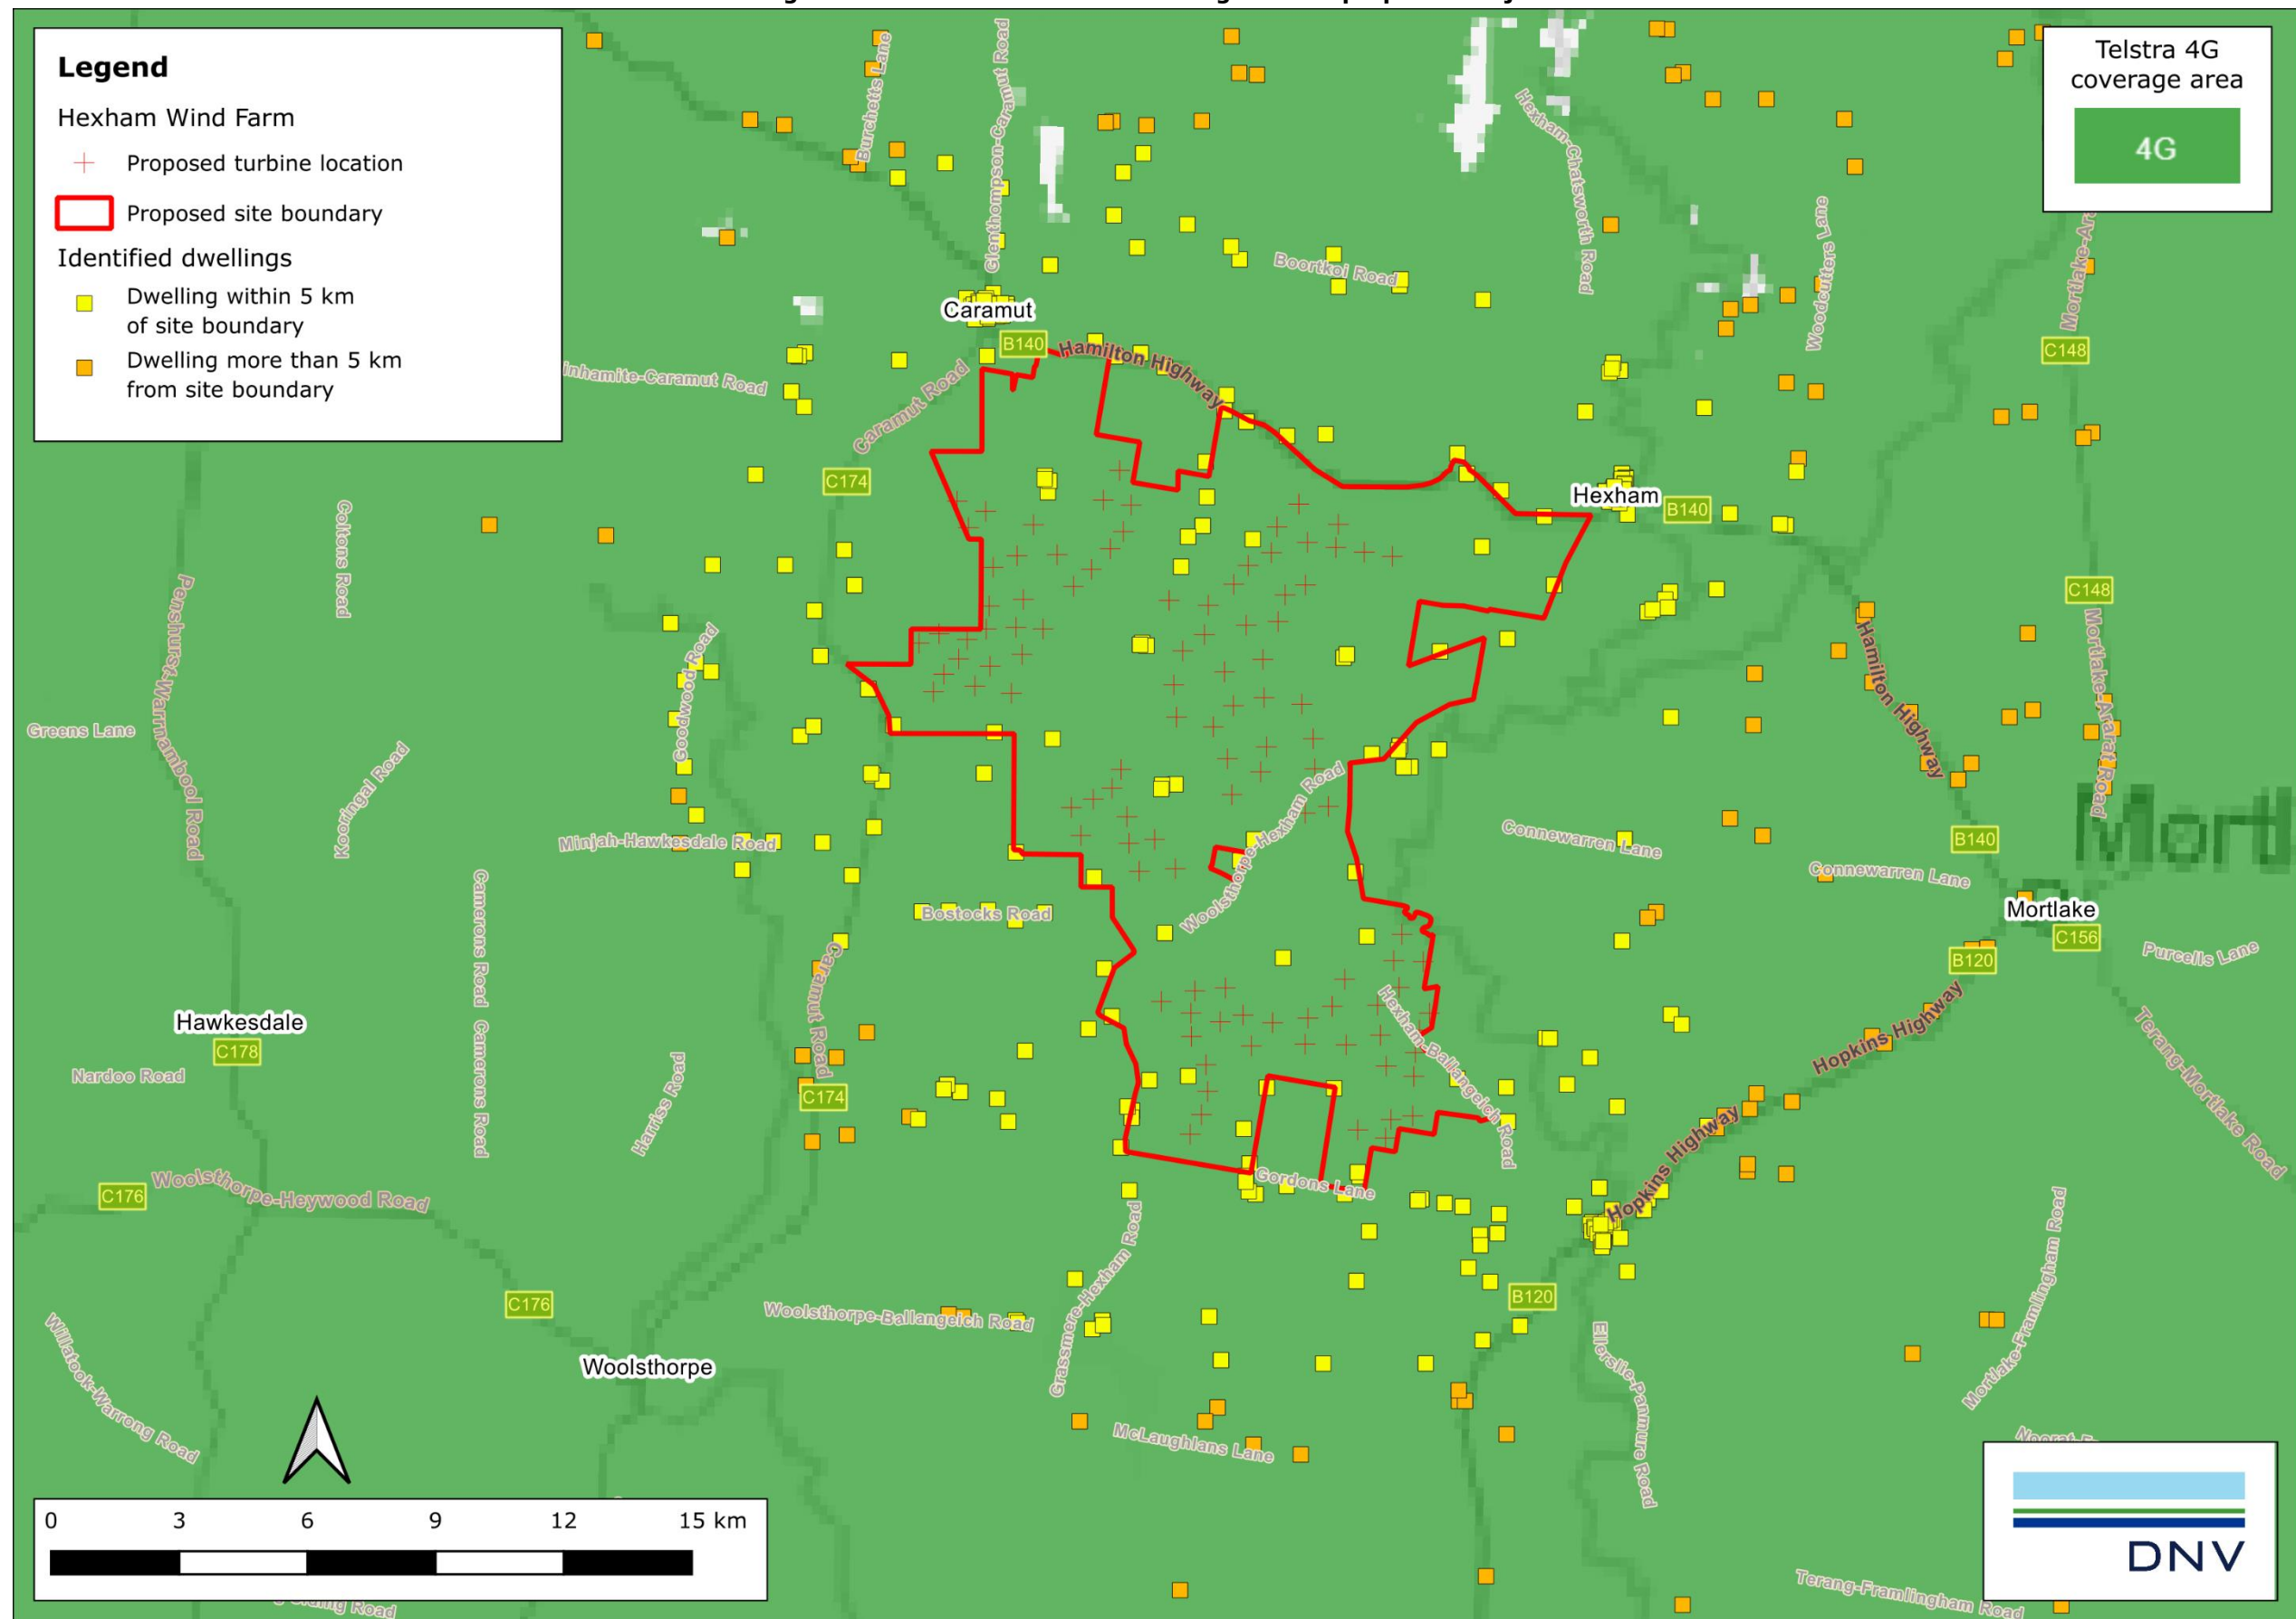 Legend
Hexham Wind Farm
Proposed turbine location
Proposed site boundary
Identified dwellings
Dwelling within 5 km
of site boundary
Dwelling more than 5 km
from site boundary
Telstra 4G
coverage area
4G
Burchetts Lane
Glenthompson-Caramut Road
Hexham-Chatsworth Road
Woodcutters Lane
Boortkoi Road
Caramut
B140
Hamilton Highway
C148
inhamite-Caramut Road
Caramut Road
C174
Hexham
B140
Coltons Road
C148
Penshurst-Warrnambool Road
Goodwood Road
Hamilton Highway
Mortlake-Ararat Road
Greens Lane
Kooringal Road
Woolsthorpe-Hexham Road
Minjah-Hawkesdale Road
Connewarren Lane
B140
Mort
Connewarren Lane
Bostocks Road
Mortlake
C156
Camerons Road
Caramut Road
B120
Purcells Lane
Hawkesdale
C178
Camerons Road
Hexham-Ballangeich Road
Hopkins Highway
Terang-Mortlake Road
Nardoo Road
Harriss Road
C174
Hopkins Highway
C176
Woolsthorpe-Heywood Road
Gordons Lane
Grassmere-Hexham Road
Mortlake-Framlingham Road
C176
Woolsthorpe-Ballangeich Road
B120
Willatook-Warrong Road
Woolsthorpe
Ellerslie-Panmure Road
McLaughlans Lane
0 3 6 9 12 15 km
DNV
Terang-Framlingham Road
Road